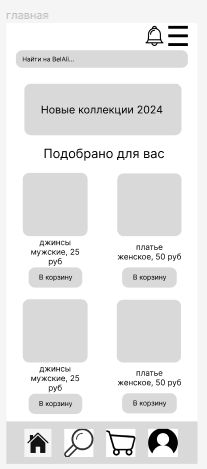 главная
Найти на BelAli...
Новые коллекции 2024
Подобрано для вас
джинсы
мужские, 25
руб
платье
женское, 50 руб
В корзину
В корзину
джинсы
мужские, 25
руб
платье
женское, 50 руб
В корзину
В корзину